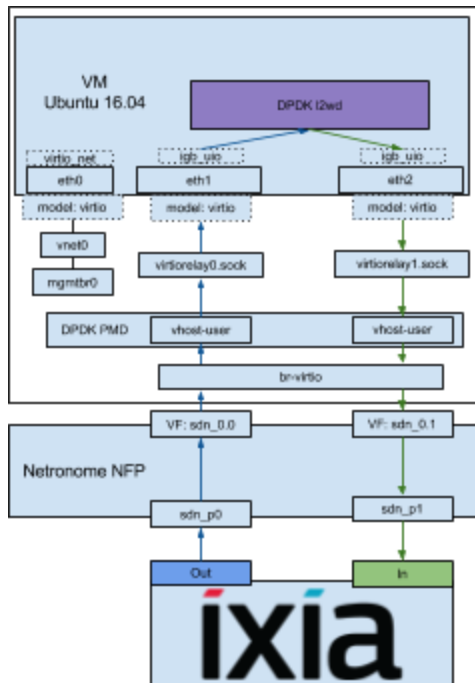 VM
Ubuntu 16.04
DPDK l2wd
virtio_net
igb_uio
igb_uio
eth0
eth1
eth2
model: virtio
model: virtio
model: virtio
vnet0
virtiorelay0.sock
virtiorelay1.sock
mgmtbr0
DPDK PMD
vhost-user
vhost-user
br-virtio
VF: sdn_0.0
VF: sdn_0.1
Netronome NFP
sdn_p0
sdn_p1
Out
In
ixia